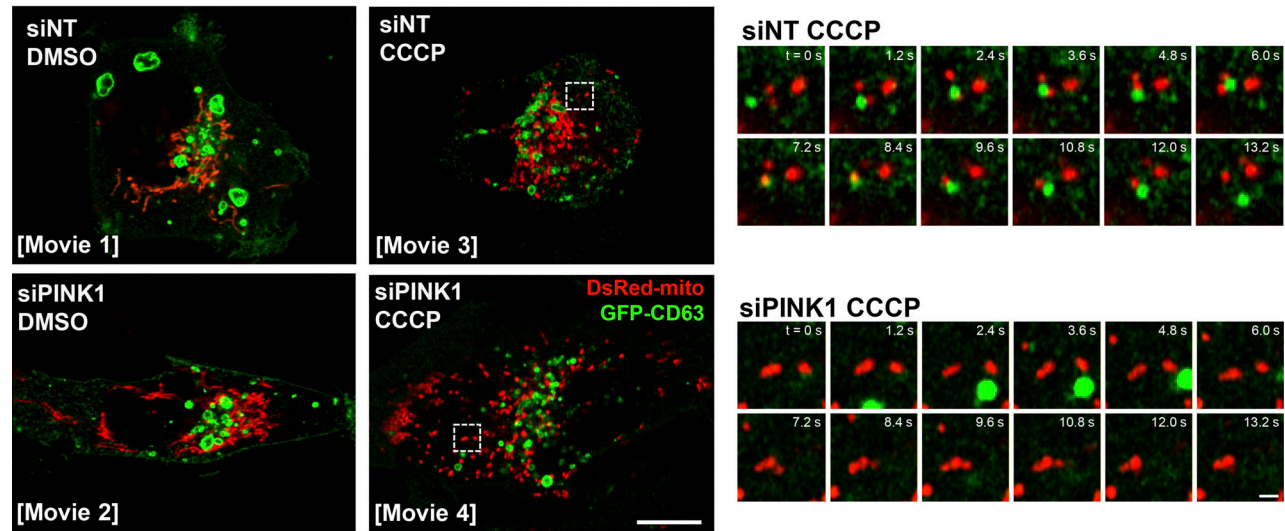 siNT
DMSO
[Movie 1]
siNT
CCCP
[Movie 3]
siPINK1
DMSO
[Movie 2]
siPINK1
CCCP
DsRed-mito
GFP-CD63
[Movie 4]
siNT CCCP
t = 0 s
1.2 s
2.4 s
3.6 s
4.8 s
6.0 s
7.2 s
8.4 s
9.6 s
10.8 s
12.0 s
13.2 s
siPINK1 CCCP
t = 0 s
1.2 s
2.4 s
3.6 s
4.8 s
6.0 s
7.2 s
8.4 s
9.6 s
10.8 s
12.0 s
13.2 s